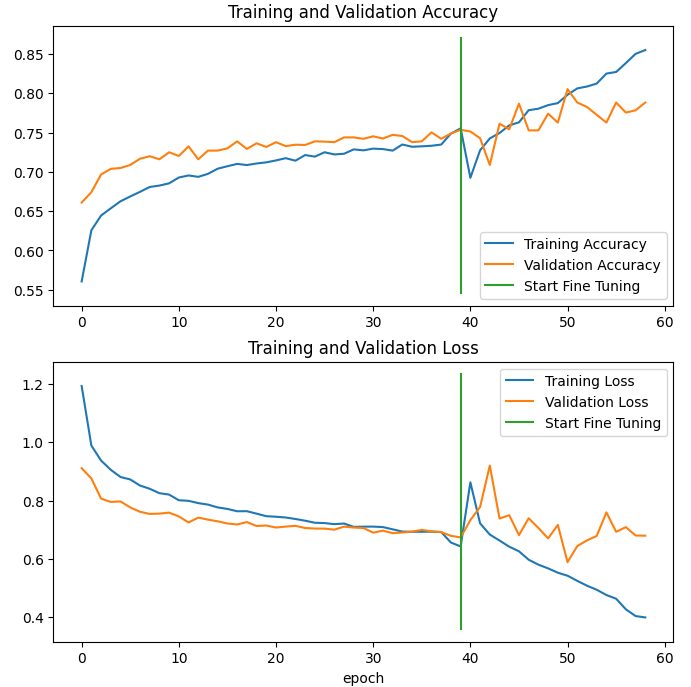 Training and Validation Accuracy
0.85
0.80
0.75
0.70
0.65
0.60
0.55
Training Accuracy
Validation Accuracy
Start Fine Tuning
0 10 20 30 40 50 60
Training and Validation Loss
1.2
1.0
0.8
0.6
0.4
Training Loss
Validation Loss
Start Fine Tuning
0 10 20 30 40 50 60
epoch